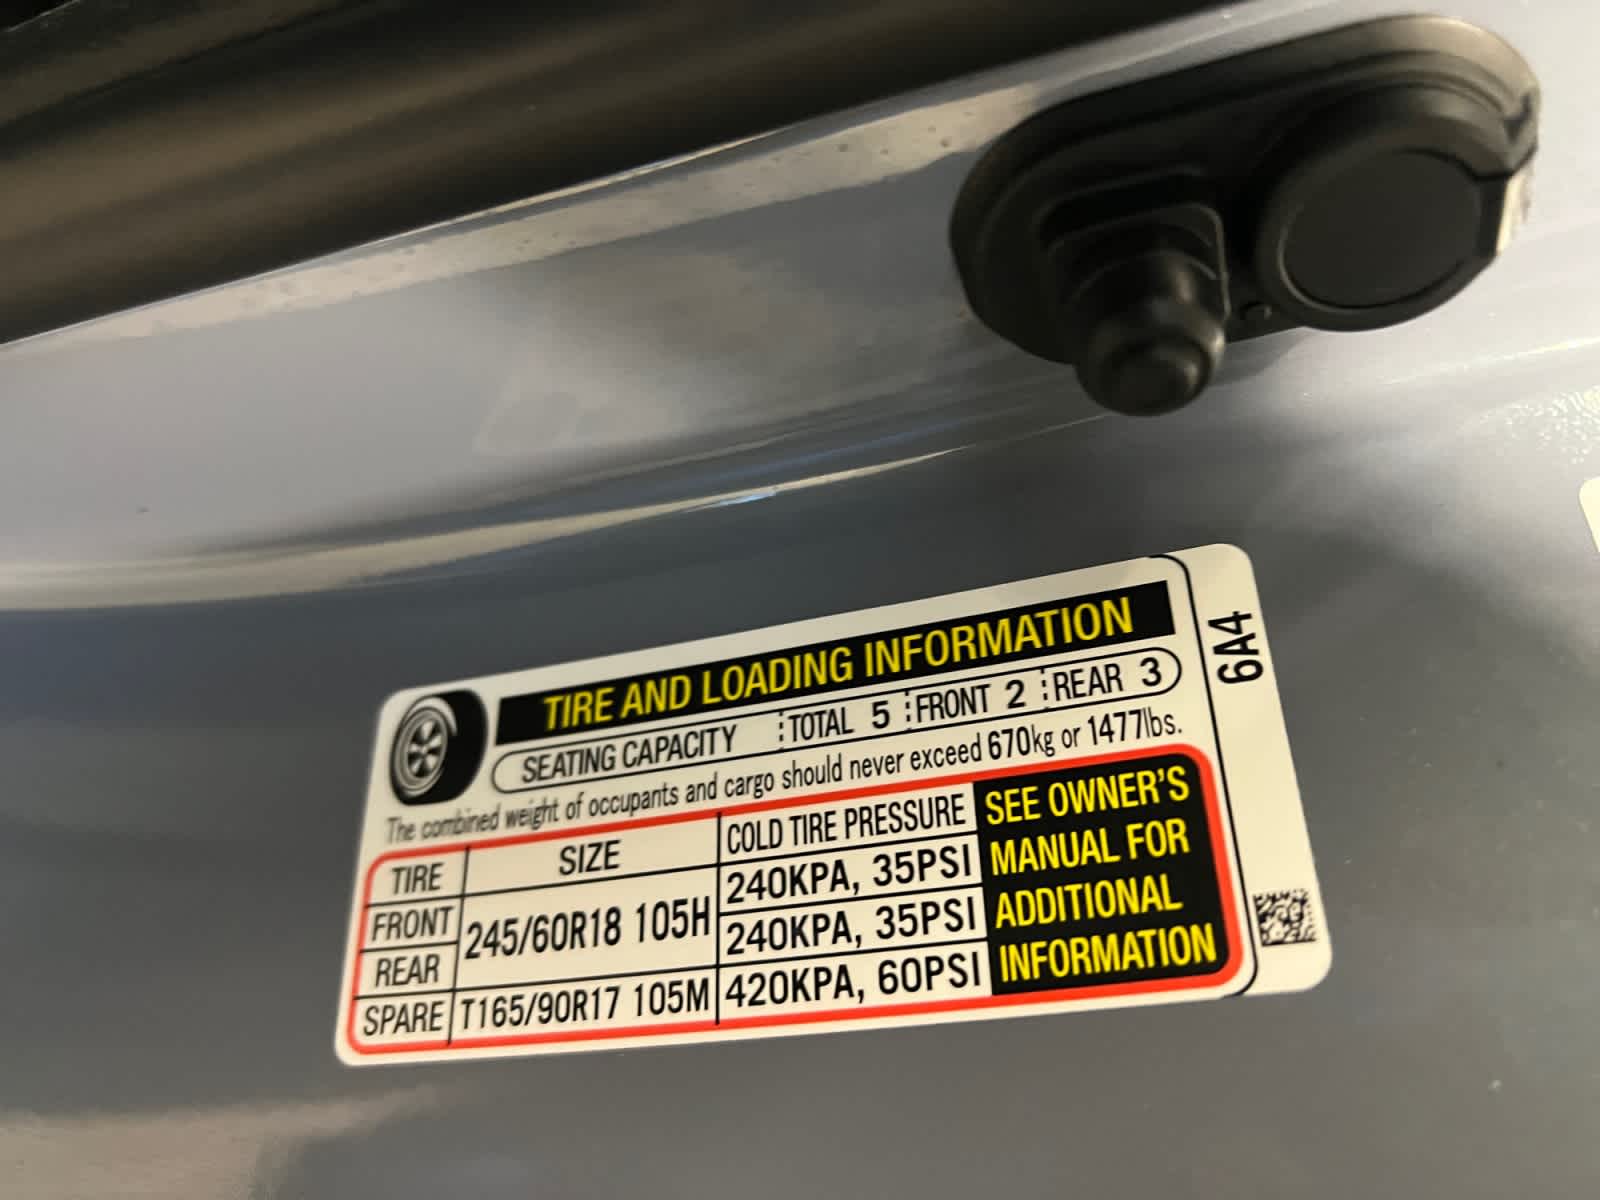 TIRE AND LOADING INFORMATION
SEATING CAPACITY TOTAL 5 FRONT 2 REAR 3
The combined weight of occupants and cargo should never exceed 670kg or 1477lbs.
TIRE SIZE COLD TIRE PRESSURE
FRONT 245/60R18 105H 240KPA, 35PSI
REAR 240KPA, 35PSI
SPARE T165/90R17 105M 420KPA, 60PSI
SEE OWNER'S
MANUAL FOR
ADDITIONAL
INFORMATION
6A4